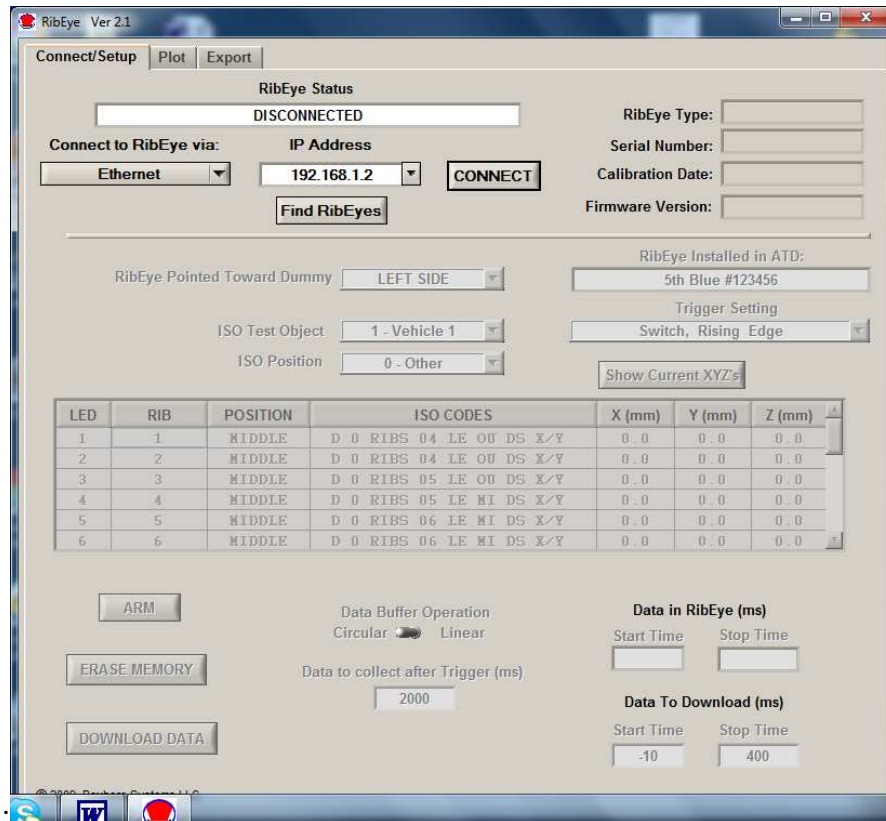 RibEye Ver 2.1
Connect/Setup Plot Export
RibEye Status
DISCONNECTED
Connect to RibEye via: IP Address
Ethernet 192.168.1.2 CONNECT
Find RibEyes
RibEye Type:
Serial Number:
Calibration Date:
Firmware Version:
RibEye Pointed Toward Dummy LEFT SIDE
RibEye Installed in ATD:
5th Blue #123456
Trigger Setting
Switch, Rising Edge
ISO Test Object 1 - Vehicle 1
ISO Position 0 - Other
Show Current XYZ's
LED RIB POSITION ISO CODES X (mm) Y (mm) Z (mm)
1 1 MIDDLE D 0 RIBS 04 LE OU DS X/Y 0.0 0.0 0.0
2 2 MIDDLE D 0 RIBS 04 LE OU DS X/Y 0.0 0.0 0.0
3 3 MIDDLE D 0 RIBS 05 LE OU DS X/Y 0.0 0.0 0.0
4 4 MIDDLE D 0 RIBS 05 LE MI DS X/Y 0.0 0.0 0.0
5 5 MIDDLE D 0 RIBS 06 LE MI DS X/Y 0.0 0.0 0.0
6 6 MIDDLE D 0 RIBS 06 LE MI DS X/Y 0.0 0.0 0.0
ARM
ERASE MEMORY
DOWNLOAD DATA
Data Buffer Operation
Circular Linear
Data to collect after Trigger (ms)
2000
Data in RibEye (ms)
Start Time Stop Time
Data To Download (ms)
Start Time Stop Time
-10 400